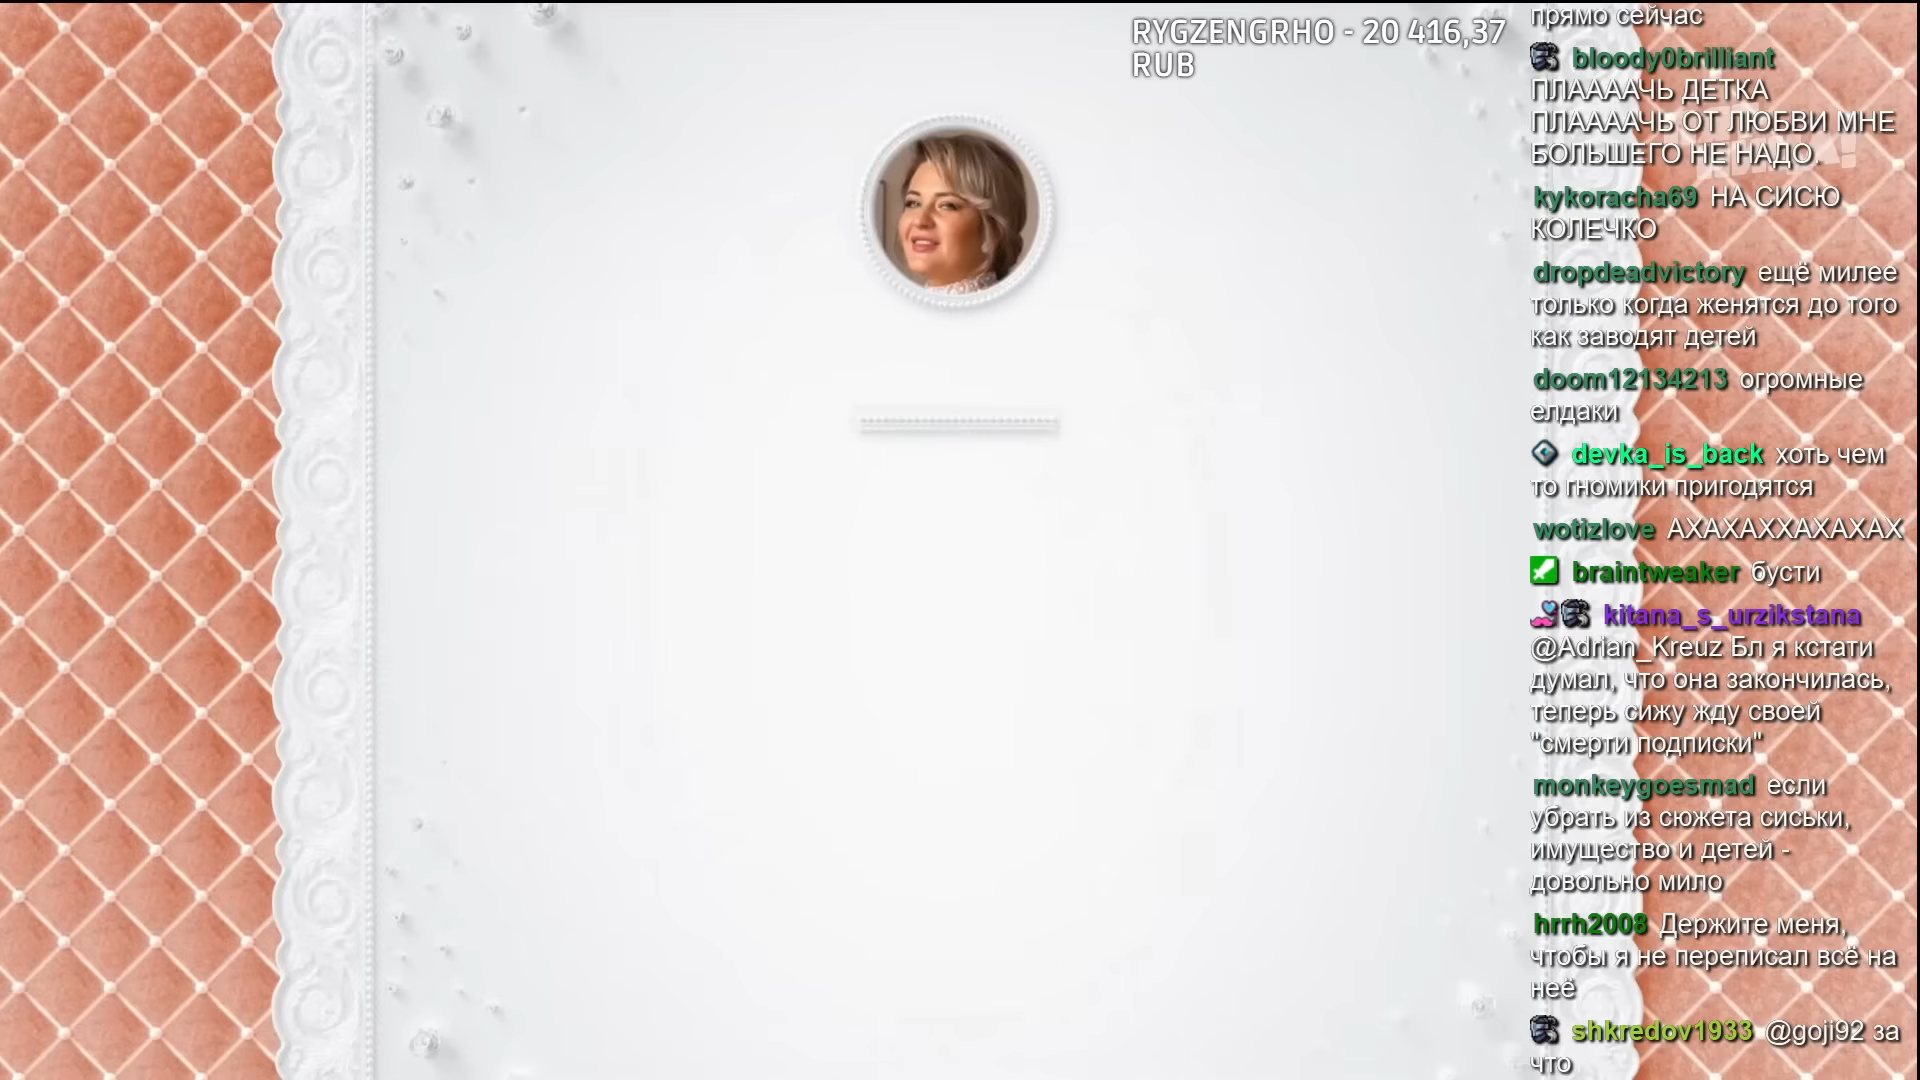 RYGZENGRHO - 20 416,37
RUB
прямо сейчас
bloody0brilliant
ПЛААААЧЬ ДЕТКА
ПЛААААЧЬ ОТ ЛЮБВИ МНЕ
БОЛЬШЕГО НЕ НАДО.
kykoracha69 НА СИСЮ
КОЛЕЧКО
dropdeadvictory ещё милее
только когда женятся до того
как заводят детей
doom12134213 огромные
елдаки
devka_is_back хоть чем
то гномики пригодятся
wotizlove АХАХАХХАХАХАХ
braintweaker бусти
kitana_s_urzikstana
@Adrian_Kreuz Бл я кстати
думал, что она закончилась,
теперь сижу жду своей
"смерти подписки"
monkeygoesmad если
убрать из сюжета сиськи,
имущество и детей -
довольно мило
hrrh2008 Держите меня,
чтобы я не переписал всё на
неё
shkredov1933 @goji92 за
что